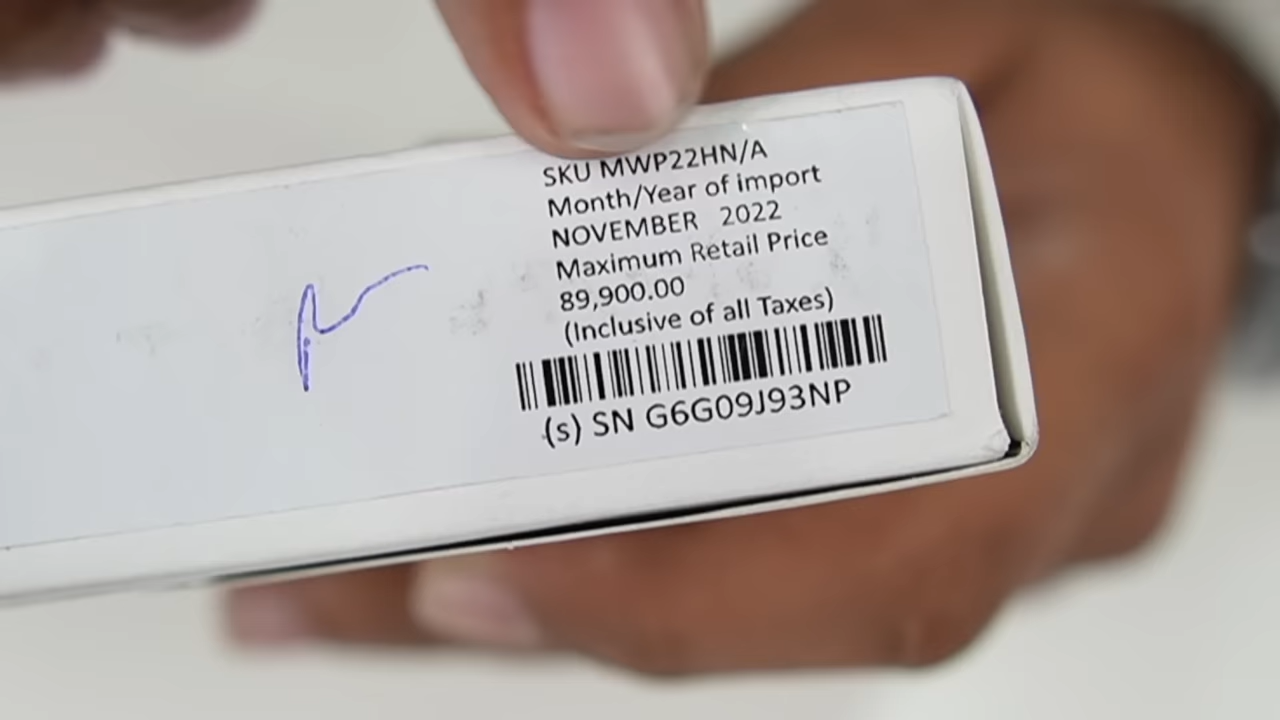 SKU MWP22HN/A
Month/Year of import
NOVEMBER 2022
Maximum Retail Price
89,900.00
(Inclusive of all Taxes)
(s) SN G6G09J93NP